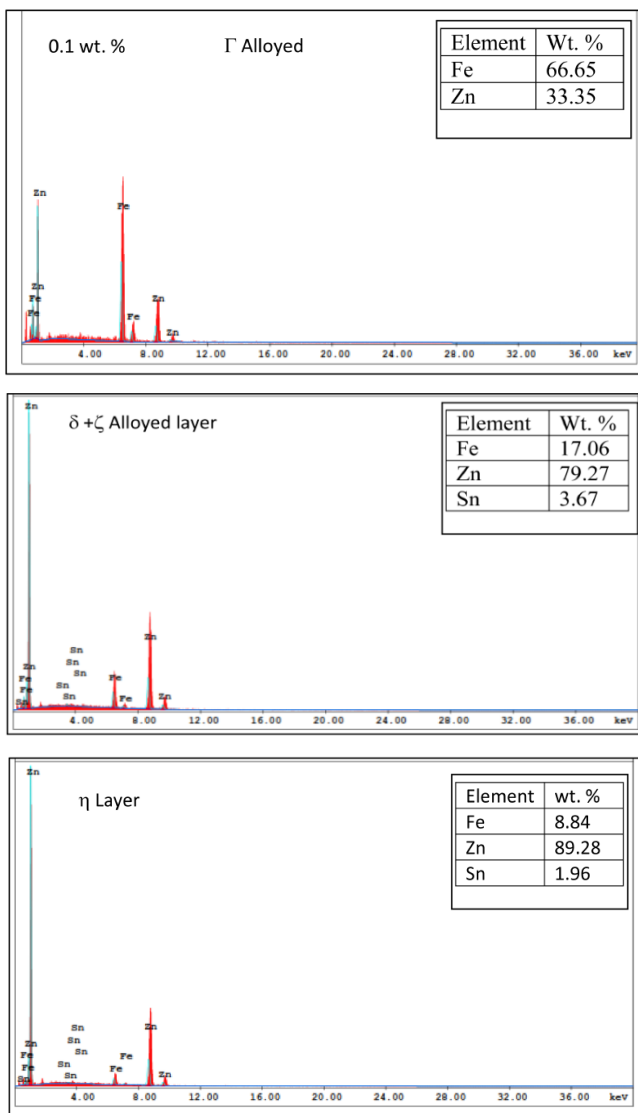 0.1 wt. % Γ Alloyed
Element Wt. %
Fe 66.65
Zn 33.35
Zn
Fe
Zn
Fe
Fe
Fe
Zn
Zn
4.00 8.00 12.00 16.00 20.00 24.00 28.00 32.00 36.00 keV
δ +ζ Alloyed layer
Element Wt. %
Fe 17.06
Zn 79.27
Sn 3.67
Zn
Zn
Sn
Sn
Sn
Zn
Fe
Fe
Sn
Sn
Sn
Fe
Fe
Zn
4.00 8.00 12.00 16.00 20.00 24.00 28.00 32.00 36.00 keV
η Layer
Element wt. %
Fe 8.84
Zn 89.28
Sn 1.96
Zn
Sn
Zn
Sn
Zn
Sn
Fe
Fe
Sn
Fe
Fe
Sn
Sn
Zn
4.00 8.00 12.00 16.00 20.00 24.00 28.00 32.00 36.00 keV